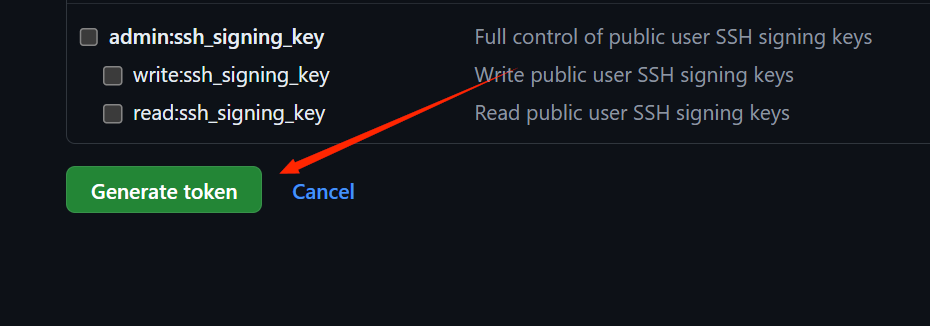 admin:ssh_signing_key Full control of public user SSH signing keys
write:ssh_signing_key Write public user SSH signing keys
read:ssh_signing_key Read public user SSH signing keys
Generate token Cancel